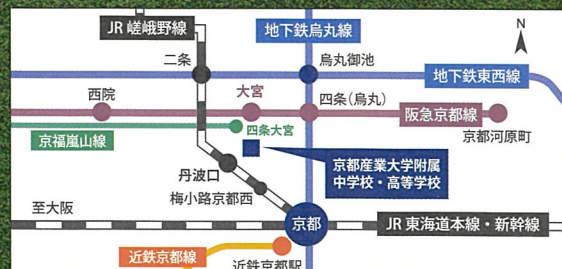 JR 嵯峨野線
地下鉄烏丸線
N
二条
烏丸御池
地下鉄東西線
西院
大宮
四条(烏丸)
阪急京都線
京都河原町
京福嵐山線
四条大宮
京都産業大学附属
中学校・高等学校
丹波口
梅小路京都西
至大阪
京都
JR 東海道本線・新幹線
近鉄京都線
近鉄京都駅